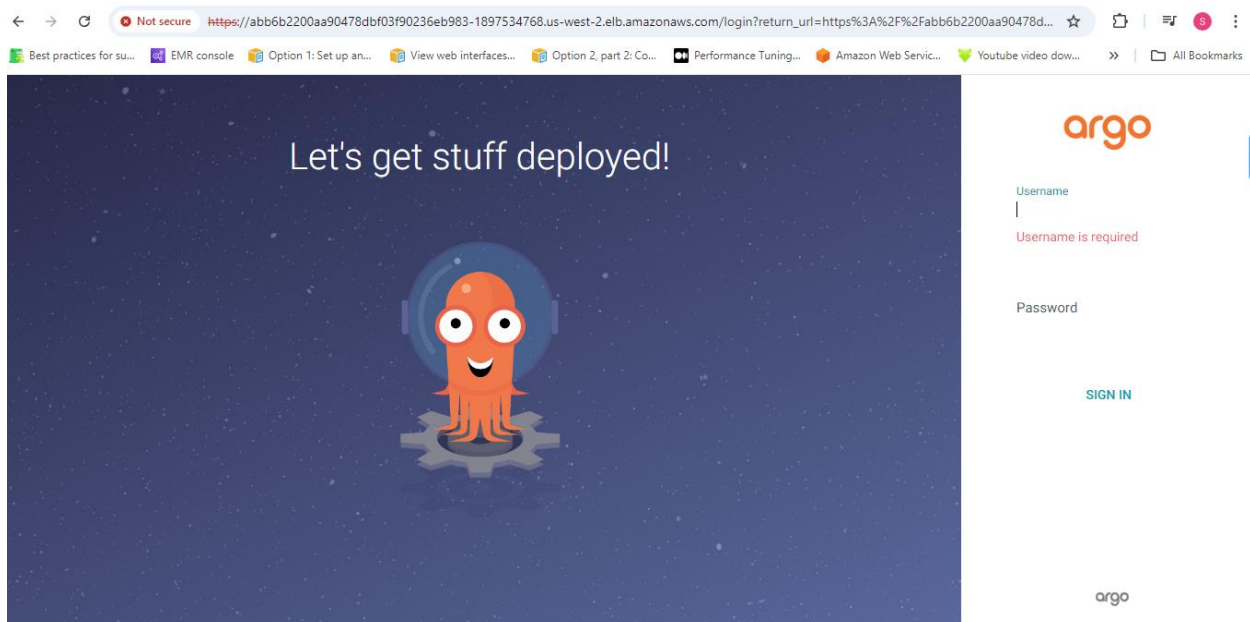 Not secure https://abb6b2200aa90478dbf03f90236eb983-1897534768.us-west-2.elb.amazonaws.com/login?return_url=https%3A%2F%2Fabb6b2200aa90478d... S
Best practices for su... EMR console Option 1: Set up an... View web interfaces... Option 2, part 2: Co... Performance Tuning... Amazon Web Servic... Youtube video dow... » All Bookmarks
Let's get stuff deployed!
argo
Username
Username is required
Password
SIGN IN
argo